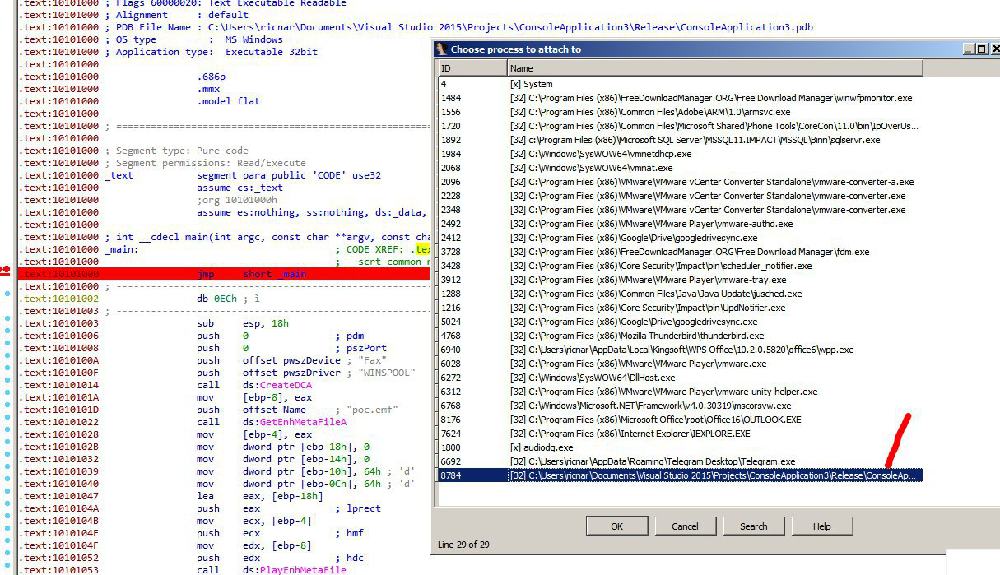 .text:10101000 ; Flags 60000020: Text Executable Readable
.text:10101000 ; Alignment     : default
.text:10101000 ; PDB File Name : C:\Users\ricnar\Documents\Visual Studio 2015\Projects\ConsoleApplication3\Release\ConsoleApplication3.pdb
.text:10101000 ; OS type         :  MS Windows
.text:10101000 ; Application type:  Executable 32bit
.text:10101000
.text:10101000                 .686p
.text:10101000                 .mmx
.text:10101000                 .model flat
.text:10101000
.text:10101000 ; ===========================================================
.text:10101000
.text:10101000 ; Segment type: Pure code
.text:10101000 ; Segment permissions: Read/Execute
.text:10101000 _text           segment para public 'CODE' use32
.text:10101000                 assume cs:_text
.text:10101000                 ;org 10101000h
.text:10101000                 assume es:nothing, ss:nothing, ds:_data,
.text:10101000
.text:10101000 ; int __cdecl main(int argc, const char **argv, const cha
.text:10101000 _main:                                  ; CODE XREF: .te
.text:10101000                                         ; __scrt_common_
.text:10101000                 jmp     short _main
.text:10101000 ; -----------------------------------------------------------
.text:10101002                 db 0ECh ; ì
.text:10101003 ; -----------------------------------------------------------
.text:10101003                 sub     esp, 18h
.text:10101006                 push    0               ; pdm
.text:10101008                 push    0               ; pszPort
.text:1010100A                 push    offset pwszDevice ; "Fax"
.text:1010100F                 push    offset pwszDriver ; "WINSPOOL"
.text:10101014                 call    ds:CreateDCA
.text:1010101A                 mov     [ebp-8], eax
.text:1010101D                 push    offset Name     ; "poc.emf"
.text:10101022                 call    ds:GetEnhMetaFileA
.text:10101028                 mov     [ebp-4], eax
.text:1010102B                 mov     dword ptr [ebp-18h], 0
.text:10101032                 mov     dword ptr [ebp-14h], 0
.text:10101039                 mov     dword ptr [ebp-10h], 64h ; 'd'
.text:10101040                 mov     dword ptr [ebp-0Ch], 64h ; 'd'
.text:10101047                 lea     eax, [ebp-18h]
.text:1010104A                 push    eax             ; lprect
.text:1010104B                 mov     ecx, [ebp-4]
.text:1010104E                 push    ecx             ; hmf
.text:1010104F                 mov     edx, [ebp-8]
.text:10101052                 push    edx             ; hdc
.text:10101053                 call    ds:PlayEnhMetaFile
Choose process to attach to
ID Name
4 [x] System
1484 [32] C:\Program Files (x86)\FreeDownloadManager.ORG\Free Download Manager\winwfpmonitor.exe
1556 [32] C:\Program Files (x86)\Common Files\Adobe\ARM\1.0\armsvc.exe
1720 [32] C:\Program Files (x86)\Common Files\Microsoft Shared\Phone Tools\CoreCon\11.0\bin\IpOverUs...
1892 [32] c:\Program Files (x86)\Microsoft SQL Server\MSSQL11.IMPACT\MSSQL\Binn\sqlservr.exe
1984 [32] C:\Windows\SysWOW64\vmnetdhcp.exe
2068 [32] C:\Windows\SysWOW64\vmnat.exe
2096 [32] C:\Program Files (x86)\VMware\VMware vCenter Converter Standalone\vmware-converter-a.exe
2228 [32] C:\Program Files (x86)\VMware\VMware vCenter Converter Standalone\vmware-converter.exe
2348 [32] C:\Program Files (x86)\VMware\VMware vCenter Converter Standalone\vmware-converter.exe
2492 [32] C:\Program Files (x86)\VMware\VMware Player\vmware-authd.exe
2412 [32] C:\Program Files (x86)\Google\Drive\googledrivesync.exe
3728 [32] C:\Program Files (x86)\FreeDownloadManager.ORG\Free Download Manager\fdm.exe
3428 [32] C:\Program Files (x86)\Core Security\Impact\bin\scheduler_notifier.exe
3912 [32] C:\Program Files (x86)\VMware\VMware Player\vmware-tray.exe
1288 [32] C:\Program Files (x86)\Common Files\Java\Java Update\jusched.exe
1216 [32] C:\Program Files (x86)\Core Security\Impact\bin\UpdNotifier.exe
5024 [32] C:\Program Files (x86)\Google\Drive\googledrivesync.exe
4768 [32] C:\Program Files (x86)\Mozilla Thunderbird\thunderbird.exe
6940 [32] C:\Users\ricnar\AppData\Local\Kingsoft\WPS Office\10.2.0.5820\office6\wpp.exe
6028 [32] C:\Program Files (x86)\VMware\VMware Player\vmware.exe
6272 [32] C:\Windows\SysWOW64\DllHost.exe
6312 [32] C:\Program Files (x86)\VMware\VMware Player\vmware-unity-helper.exe
6768 [32] C:\Windows\Microsoft.NET\Framework\v4.0.30319\mscorsvw.exe
8176 [32] C:\Program Files (x86)\Microsoft Office\root\Office16\OUTLOOK.EXE
7624 [32] C:\Program Files (x86)\Internet Explorer\IEXPLORE.EXE
1800 [x] audiodg.exe
6692 [32] C:\Users\ricnar\AppData\Roaming\Telegram Desktop\Telegram.exe
8784 [32] C:\Users\ricnar\Documents\Visual Studio 2015\Projects\ConsoleApplication3\Release\ConsoleAp...
OK Cancel Search Help
Line 29 of 29